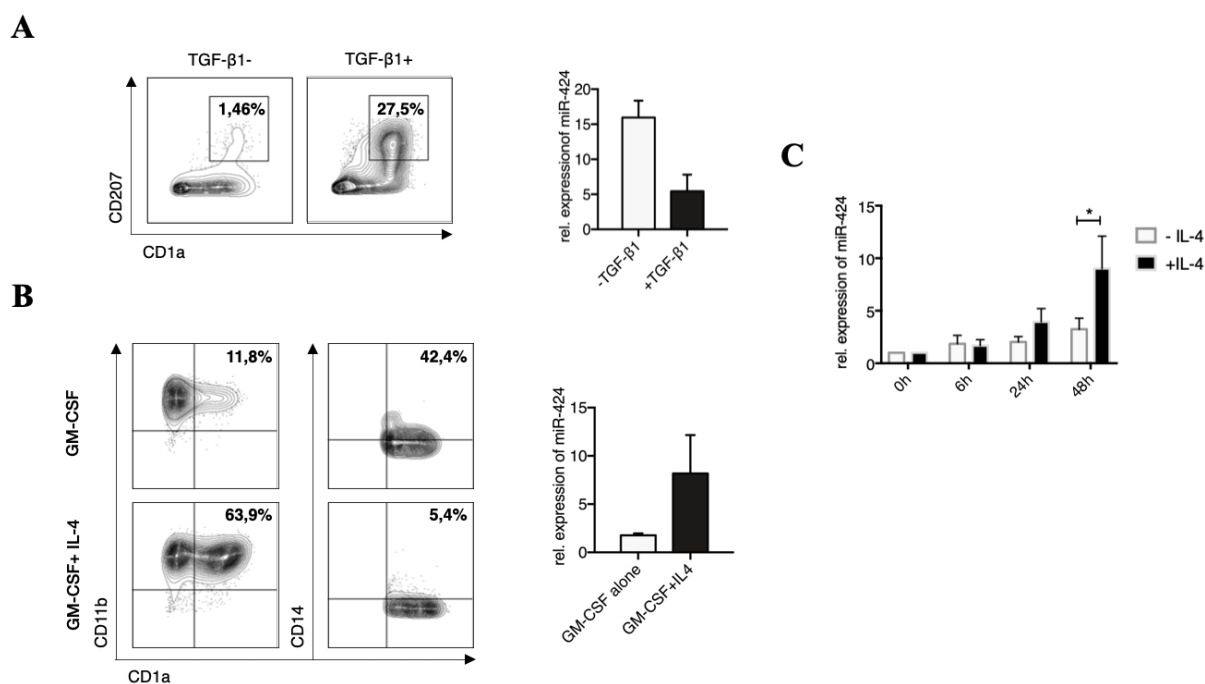 A
TGF-β1-
TGF-β1+
1,46%
27,5%
CD207
CD1a
rel. expressionof miR-424
20
15
10
5
0
-TGF-β1
+TGF-β1
B
GM-CSF
11,8%
42,4%
GM-CSF+ IL-4
63,9%
5,4%
CD11b
CD14
CD1a
rel. expression of miR-424
15
10
5
0
GM-CSF alone
GM-CSF+IL4
C
rel. expression of miR-424
15
10
5
0
*
0h
6h
24h
48h
- IL-4
+IL-4